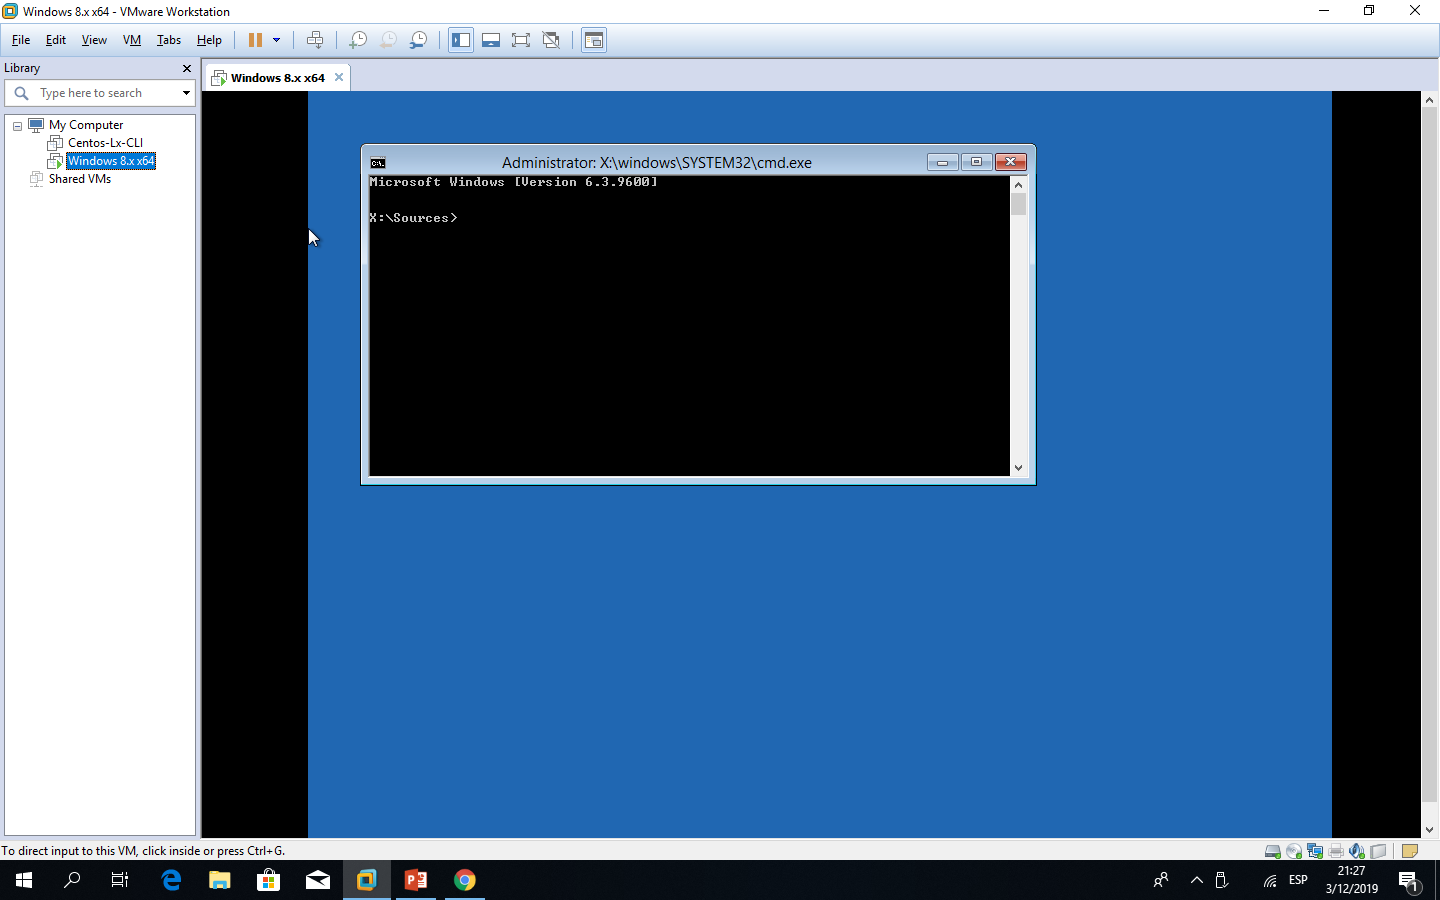 Windows 8.x x64 - VMware Workstation
File Edit View VM Tabs Help
Library
Type here to search
My Computer
Centos-Lx-CLI
Windows 8.x x64
Shared VMs
Windows 8.x x64
Administrator: X:\windows\SYSTEM32\cmd.exe
Microsoft Windows [Version 6.3.9600]
X:\Sources>
To direct input to this VM, click inside or press Ctrl+G.
ESP
21:27
3/12/2019
1